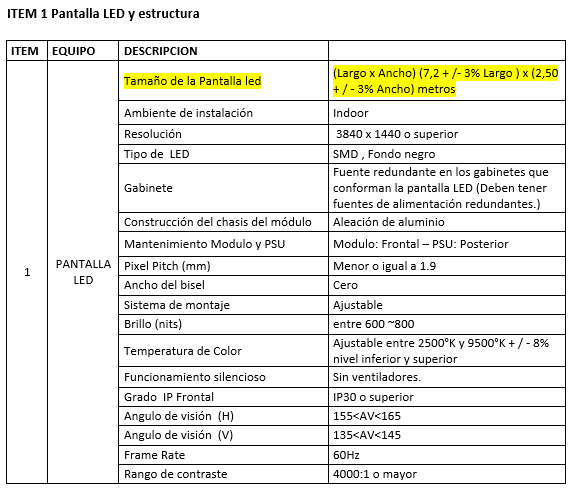 ITEM 1 Pantalla LED y estructura
ITEM EQUIPO DESCRIPCION
1
PANTALLA
LED
Tamaño de la Pantalla led
(Largo x Ancho) (7,2 + /- 3% Largo ) x (2,50
+ / - 3% Ancho) metros
Ambiente de instalación Indoor
Resolución 3840 x 1440 o superior
Tipo de LED SMD , Fondo negro
Gabinete
Fuente redundante en los gabinetes que
conforman la pantalla LED (Deben tener
fuentes de alimentación redundantes.)
Construcción del chasis del módulo Aleación de aluminio
Mantenimiento Modulo y PSU Modulo: Frontal – PSU: Posterior
Pixel Pitch (mm) Menor o igual a 1.9
Ancho del bisel Cero
Sistema de montaje Ajustable
Brillo (nits) entre 600 ~800
Temperatura de Color
Ajustable entre 2500°K y 9500°K + / - 8%
nivel inferior y superior
Funcionamiento silencioso Sin ventiladores.
Grado IP Frontal IP30 o superior
Angulo de visión (H) 155<AV<165
Angulo de visión (V) 135<AV<145
Frame Rate 60Hz
Rango de contraste 4000:1 o mayor